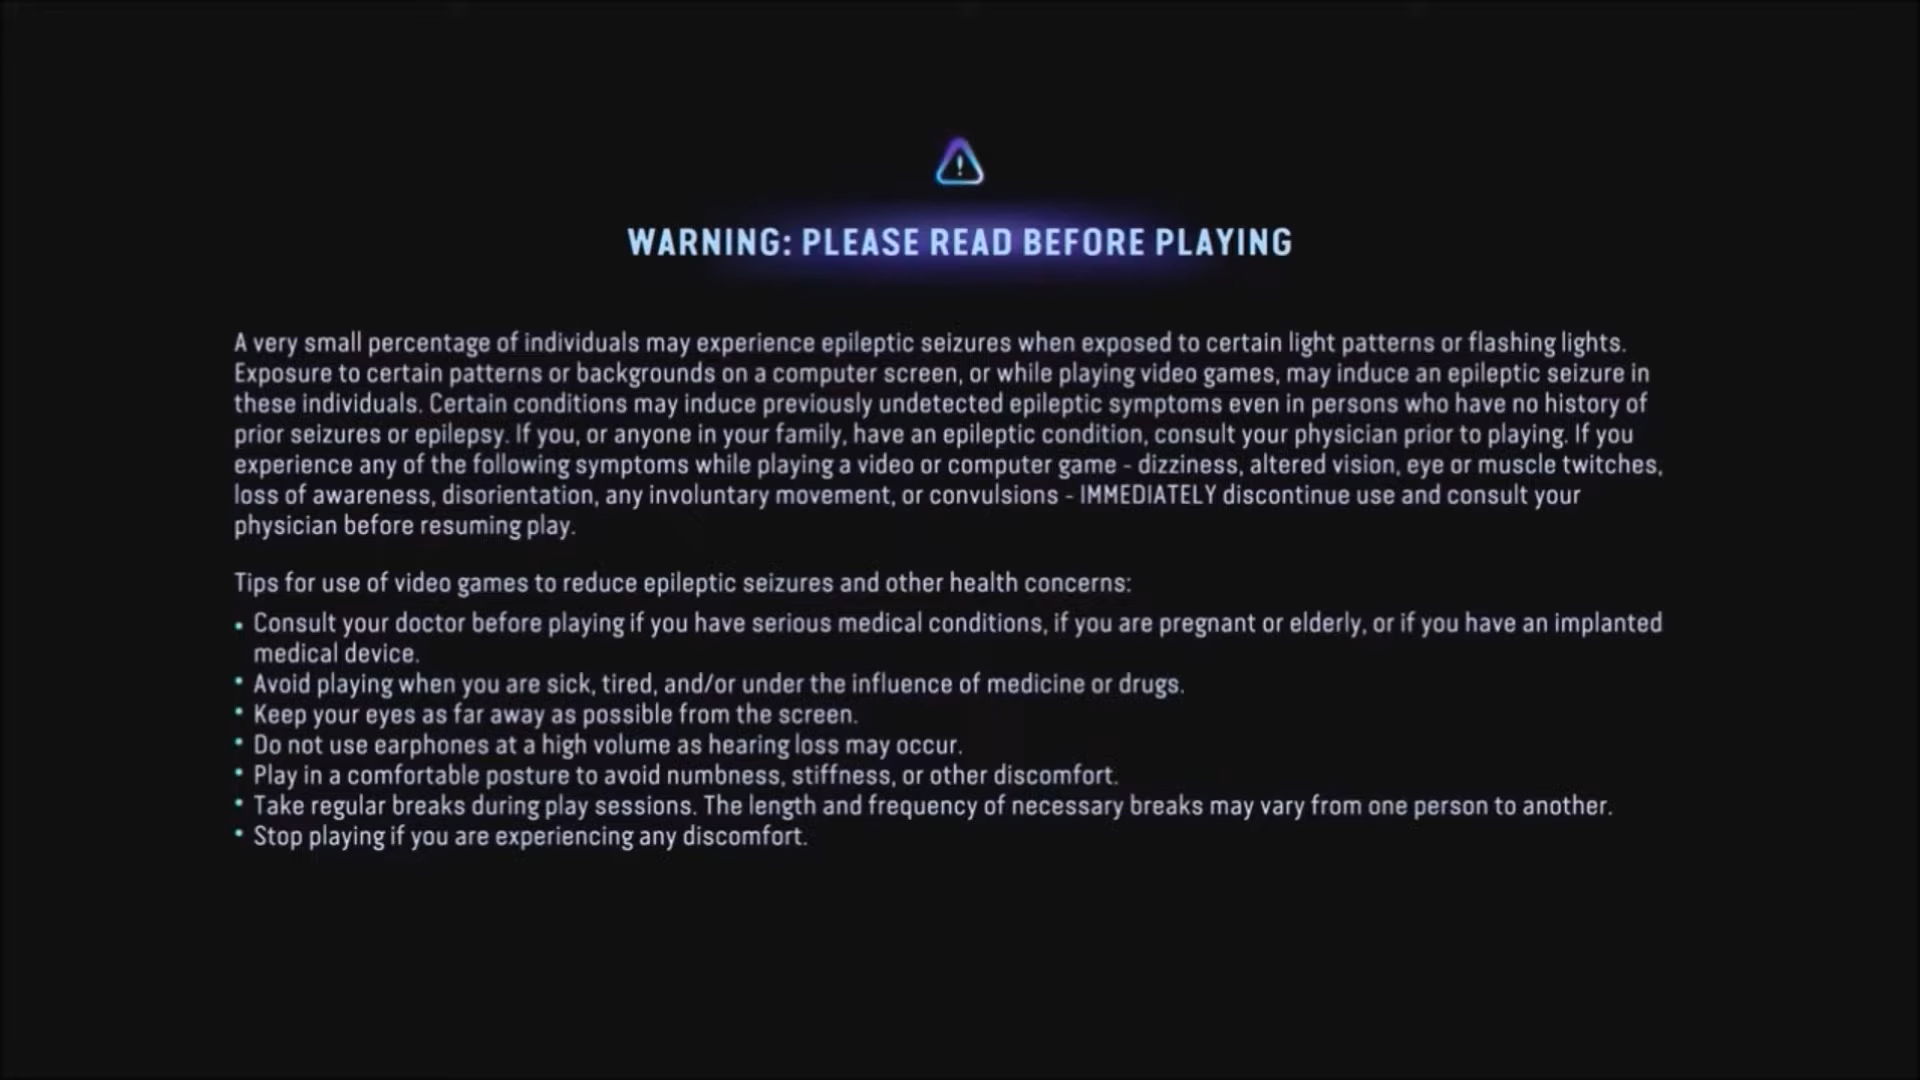 WARNING: PLEASE READ BEFORE PLAYING
A very small percentage of individuals may experience epileptic seizures when exposed to certain light patterns or flashing lights.
Exposure to certain patterns or backgrounds on a computer screen, or while playing video games, may induce an epileptic seizure in
these individuals. Certain conditions may induce previously undetected epileptic symptoms even in persons who have no history of
prior seizures or epilepsy. If you, or anyone in your family, have an epileptic condition, consult your physician prior to playing. If you
experience any of the following symptoms while playing a video or computer game - dizziness, altered vision, eye or muscle twitches,
loss of awareness, disorientation, any involuntary movement, or convulsions - IMMEDIATELY discontinue use and consult your
physician before resuming play.
Tips for use of video games to reduce epileptic seizures and other health concerns:
• Consult your doctor before playing if you have serious medical conditions, if you are pregnant or elderly, or if you have an implanted
medical device.
• Avoid playing when you are sick, tired, and/or under the influence of medicine or drugs.
• Keep your eyes as far away as possible from the screen.
• Do not use earphones at a high volume as hearing loss may occur.
• Play in a comfortable posture to avoid numbness, stiffness, or other discomfort.
• Take regular breaks during play sessions. The length and frequency of necessary breaks may vary from one person to another.
• Stop playing if you are experiencing any discomfort.